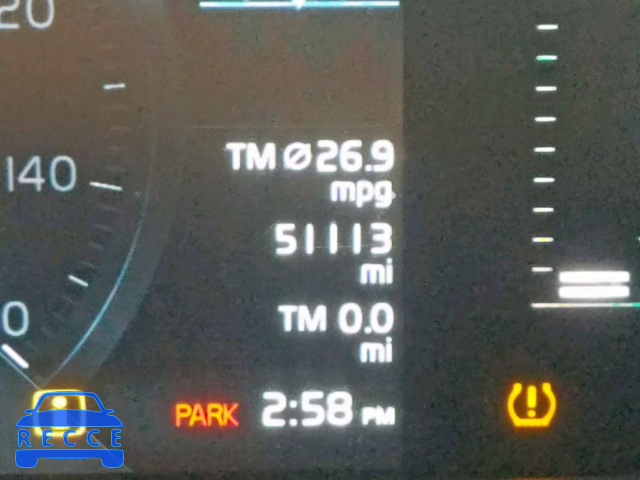 20
TM Ø 26.9
mpg
140
51113
mi
0
TM 0.0
mi
PARK 2:58 PM
RECCE